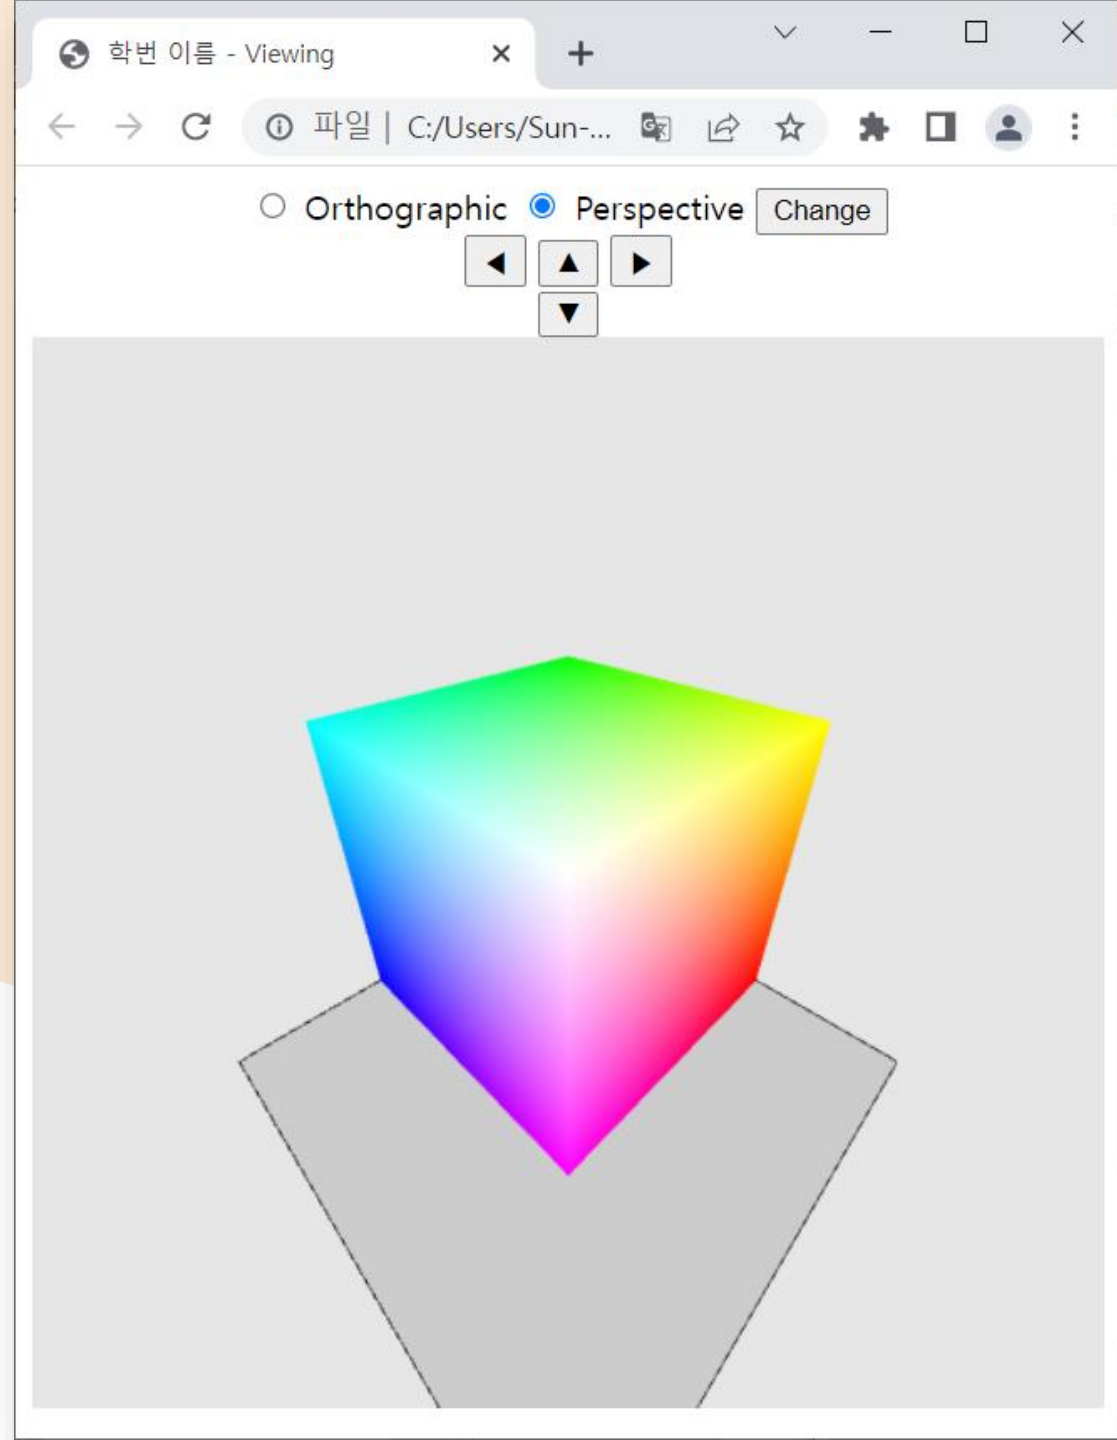 학번 이름 - Viewing
파일 | C:/Users/Sun-...
Orthographic Perspective Change
◀ ▲ ▶
▼